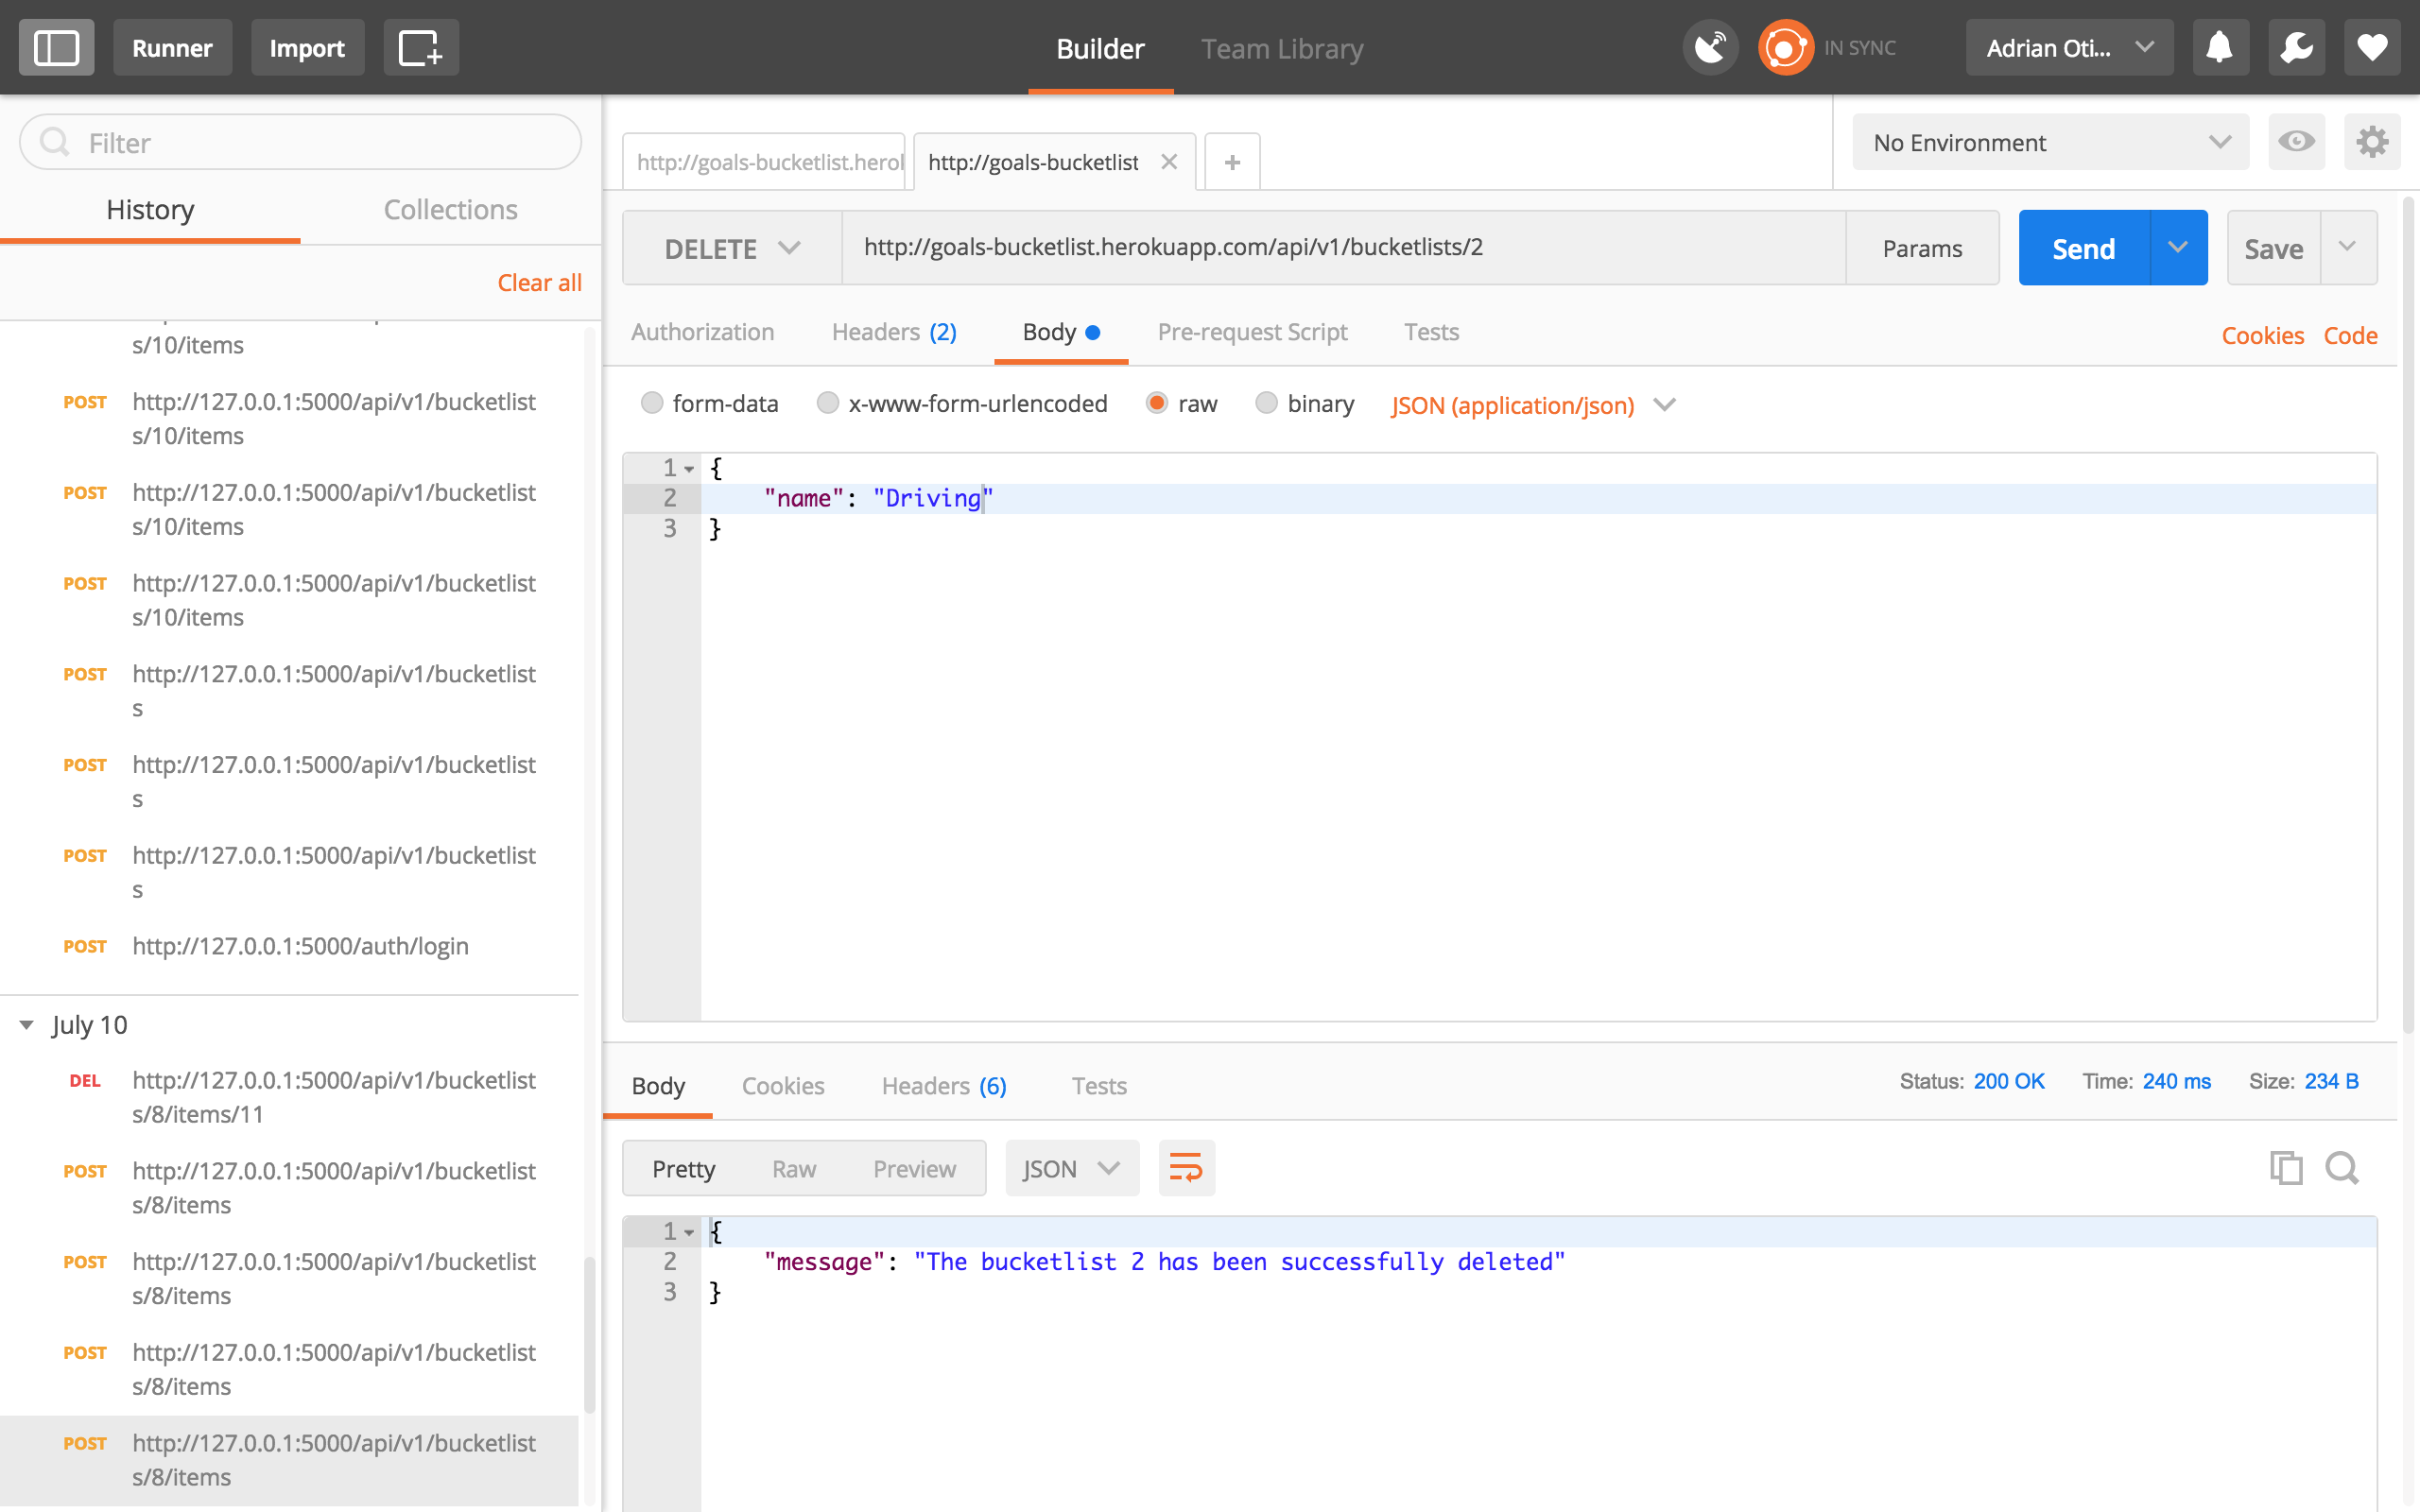 Runner
Import
Builder
Team Library
IN SYNC
Adrian Oti...
Filter
History
Collections
Clear all
s/10/items
POST http://127.0.0.1:5000/api/v1/bucketlist
s/10/items
POST http://127.0.0.1:5000/api/v1/bucketlist
s/10/items
POST http://127.0.0.1:5000/api/v1/bucketlist
s/10/items
POST http://127.0.0.1:5000/api/v1/bucketlist
s
POST http://127.0.0.1:5000/api/v1/bucketlist
s
POST http://127.0.0.1:5000/api/v1/bucketlist
s
POST http://127.0.0.1:5000/auth/login
July 10
DEL http://127.0.0.1:5000/api/v1/bucketlist
s/8/items/11
POST http://127.0.0.1:5000/api/v1/bucketlist
s/8/items
POST http://127.0.0.1:5000/api/v1/bucketlist
s/8/items
POST http://127.0.0.1:5000/api/v1/bucketlist
s/8/items
POST http://127.0.0.1:5000/api/v1/bucketlist
s/8/items
http://goals-bucketlist.herol
http://goals-bucketlist
+
No Environment
DELETE
http://goals-bucketlist.herokuapp.com/api/v1/bucketlists/2
Params
Send
Save
Authorization
Headers (2)
Body
Pre-request Script
Tests
Cookies
Code
form-data
x-www-form-urlencoded
raw
binary
JSON (application/json)
1 {
2 "name": "Driving"
3 }
Body
Cookies
Headers (6)
Tests
Status: 200 OK
Time: 240 ms
Size: 234 B
Pretty
Raw
Preview
JSON
1 {
2 "message": "The bucketlist 2 has been successfully deleted"
3 }